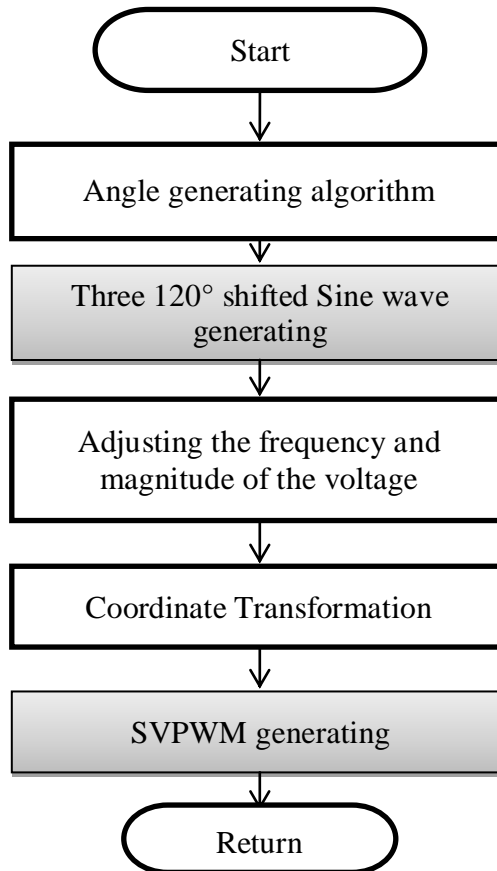 Start
Angle generating algorithm
Three 120° shifted Sine wave
generating
Adjusting the frequency and
magnitude of the voltage
Coordinate Transformation
SVPWM generating
Return